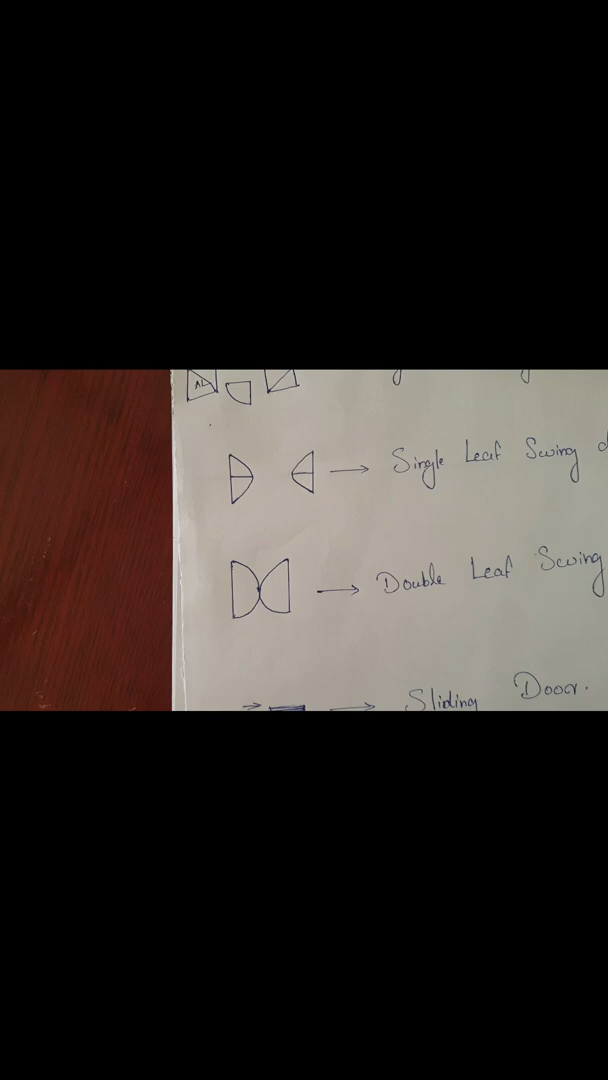 AL
Single Leaf Swing d
Double Leaf Swing
Sliding Door.